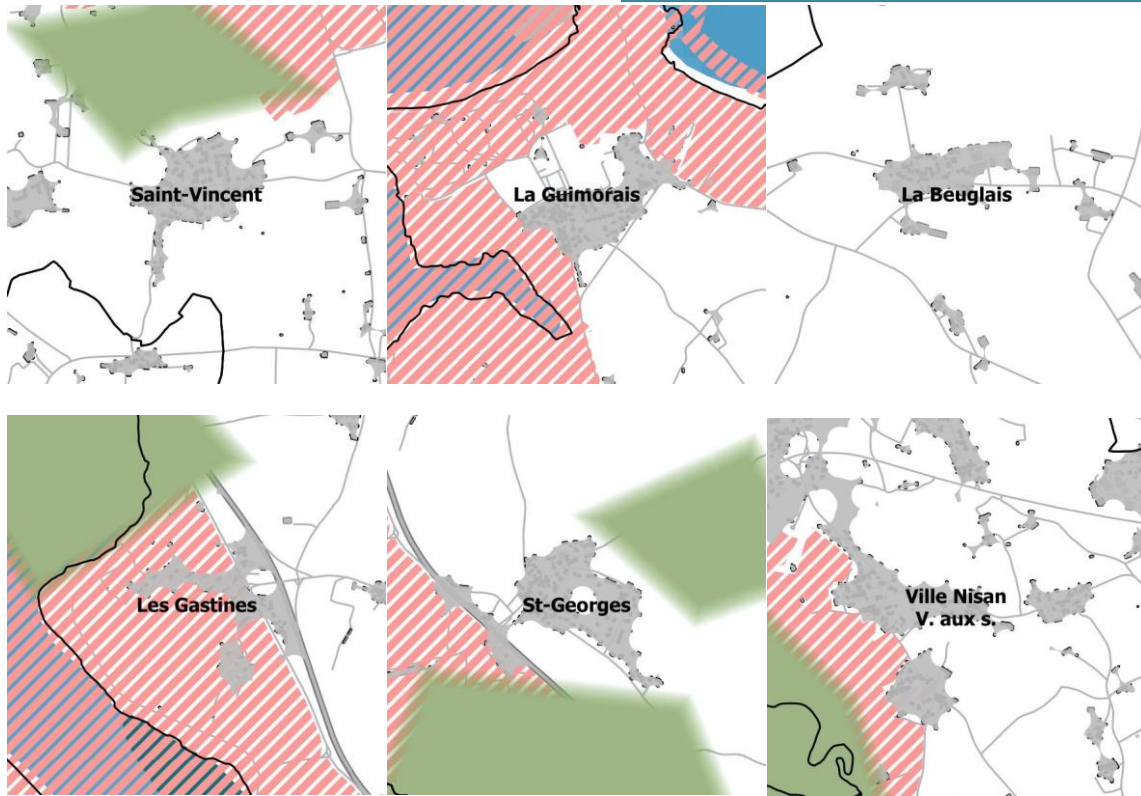 Saint-Vincent
La Guimorais
La Beuglais
Les Gastines
St-Georges
Ville Nisan
V. aux s.